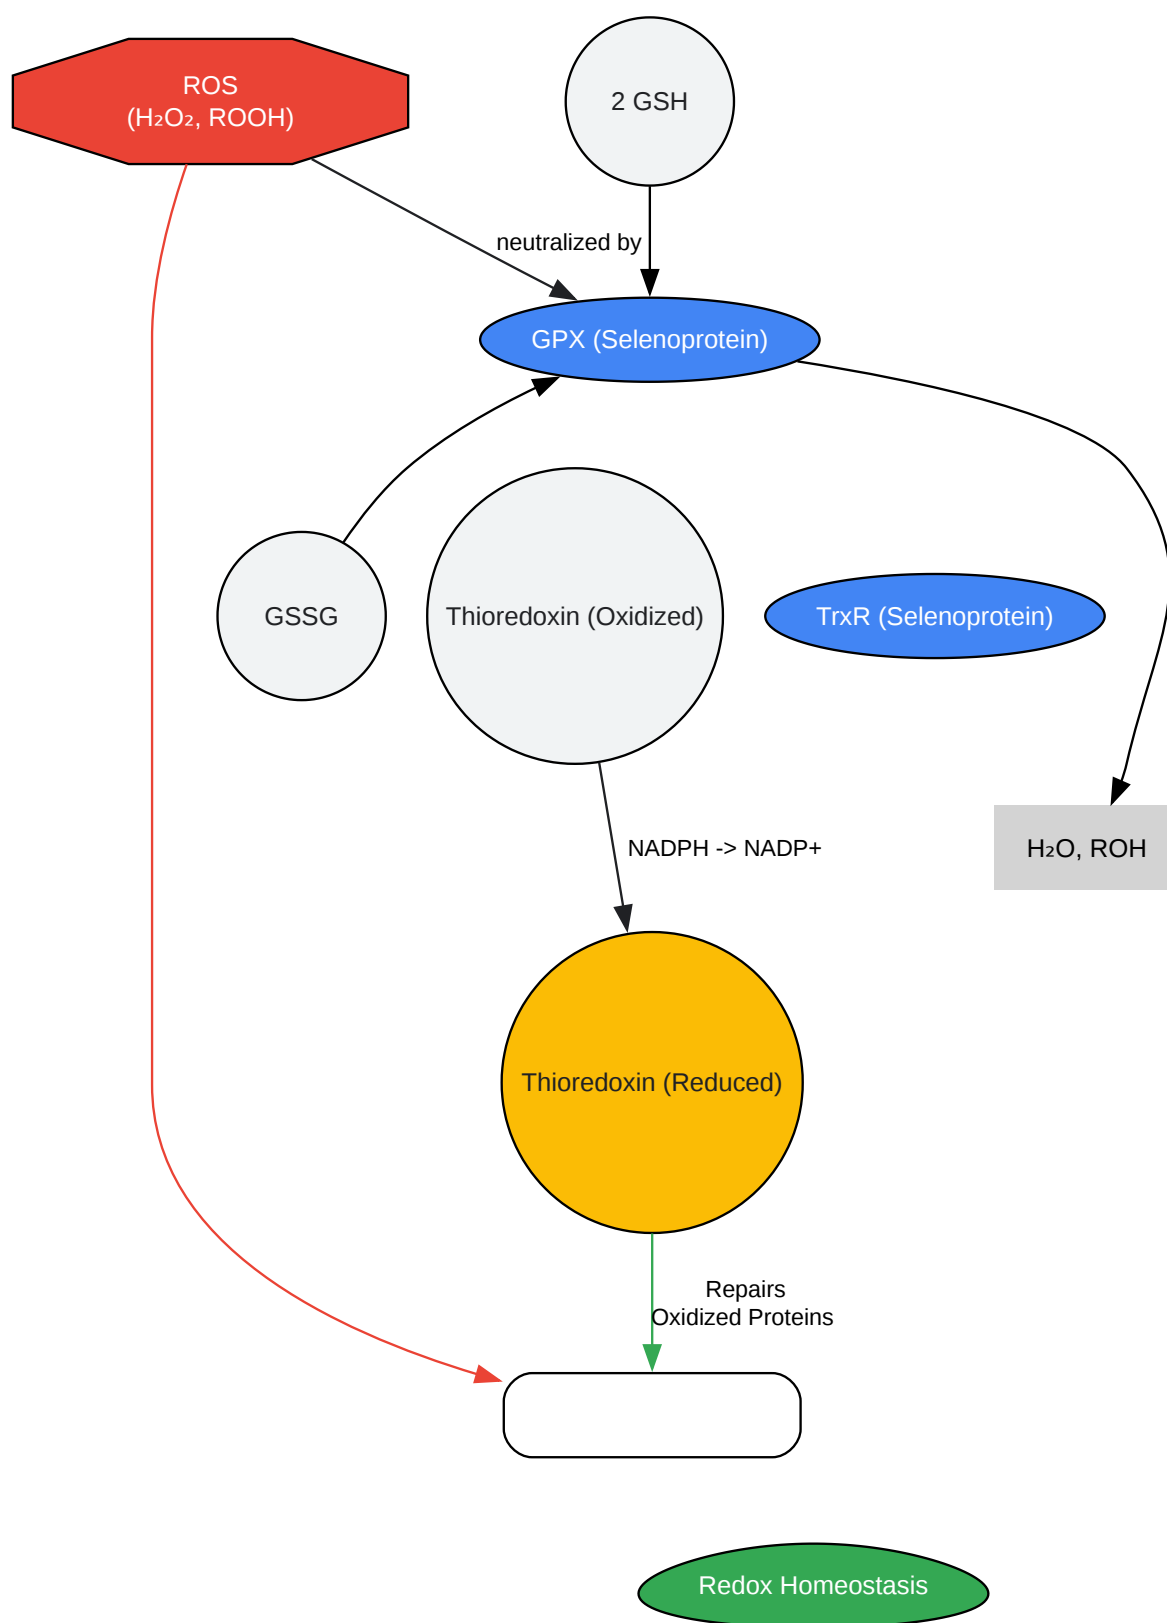 ROS
(H₂O₂, ROOH)
2 GSH
neutralized by
GPX (Selenoprotein)
GSSG
Thioredoxin (Oxidized)
TrxR (Selenoprotein)
NADPH -> NADP+
H₂O, ROH
Thioredoxin (Reduced)
Repairs
Oxidized Proteins
Redox Homeostasis